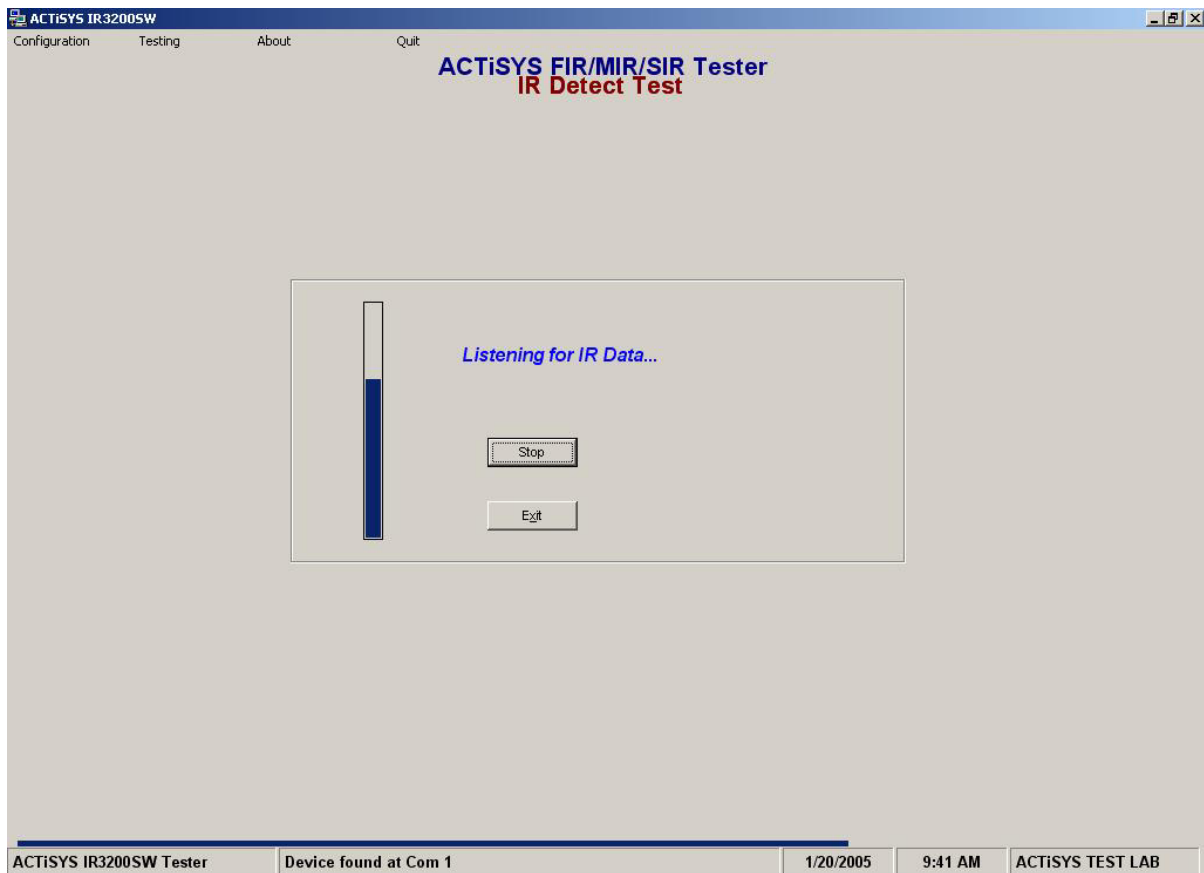 ACTiSYS IR3200SW
Configuration Testing About Quit
ACTiSYS FIR/MIR/SIR Tester
IR Detect Test
Listening for IR Data...
Stop
Exit
ACTiSYS IR3200SW Tester Device found at Com 1 1/20/2005 9:41 AM ACTiSYS TEST LAB